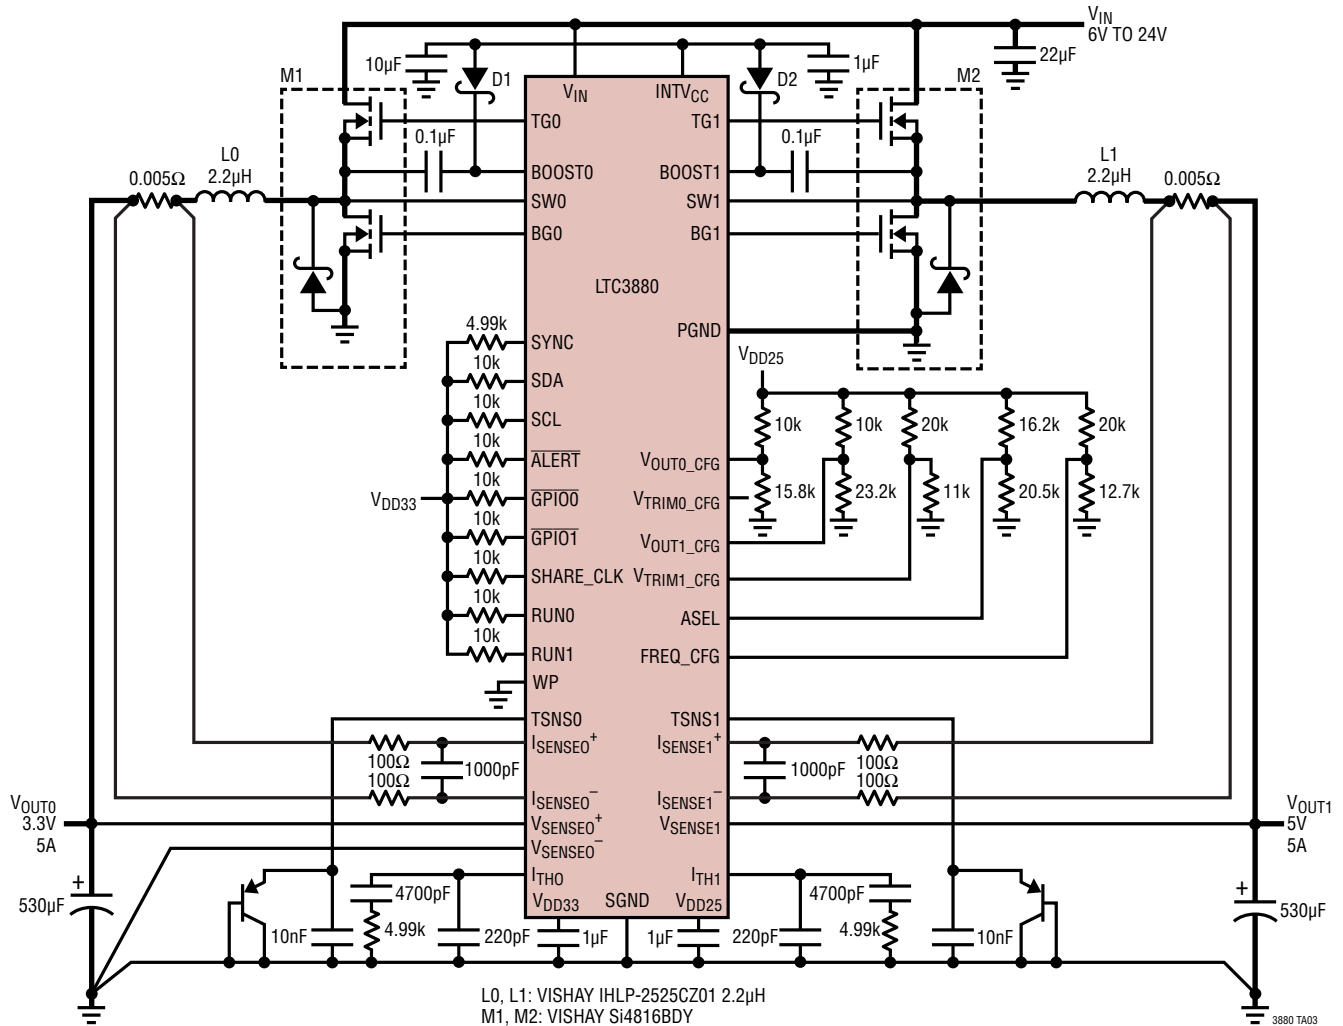 VIN
6V TO 24V
22µF
10µF
D1
D2
1µF
M1
M2
VIN
INTVCC
TG0
TG1
0.1µF
0.1µF
BOOST0
BOOST1
L0
2.2µH
0.005Ω
L1
2.2µH
0.005Ω
SW0
SW1
BG0
BG1
LTC3880
PGND
4.99k
SYNC
10k
SDA
10k
SCL
10k
ALERT
10k
VDD33
GPIO0
10k
GPIO1
10k
SHARE_CLK
10k
RUN0
10k
RUN1
WP
VDD25
10k
10k
20k
16.2k
20k
VOUT0_CFG
15.8k
23.2k
11k
20.5k
12.7k
VTRIM0_CFG
VOUT1_CFG
VTRIM1_CFG
ASEL
FREQ_CFG
TSNS0
TSNS1
ISENSE0+
ISENSE1+
100Ω
100Ω
1000pF
1000pF
100Ω
100Ω
ISENSE0−
ISENSE1−
VOUT0
3.3V
5A
VSENSE0+
VSENSE1
VOUT1
5V
5A
VSENSE0−
ITH0
ITH1
4700pF
4700pF
VDD33
SGND
VDD25
+
530µF
+
530µF
10nF
4.99k
220pF
1µF
1µF
220pF
4.99k
10nF
L0, L1: VISHAY IHLP-2525CZ01 2.2µH
M1, M2: VISHAY Si4816BDY
3880 TA03